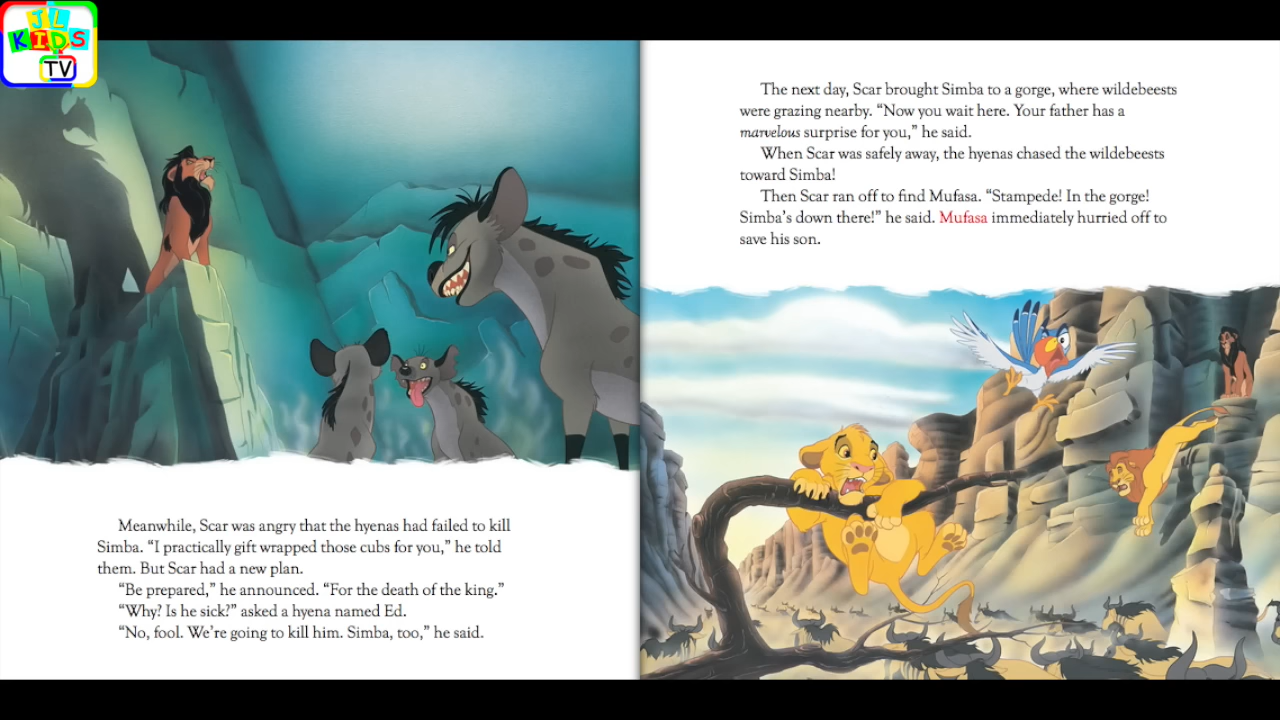 JL
KIDS
TV
Meanwhile, Scar was angry that the hyenas had failed to kill
Simba. “I practically gift wrapped those cubs for you,” he told
them. But Scar had a new plan.
“Be prepared,” he announced. “For the death of the king.”
“Why? Is he sick?” asked a hyena named Ed.
“No, fool. We’re going to kill him. Simba, too,” he said.
The next day, Scar brought Simba to a gorge, where wildebeests
were grazing nearby. “Now you wait here. Your father has a
marvelous surprise for you,” he said.
When Scar was safely away, the hyenas chased the wildebeests
toward Simba!
Then Scar ran off to find Mufasa. “Stampede! In the gorge!
Simba’s down there!” he said. Mufasa immediately hurried off to
save his son.